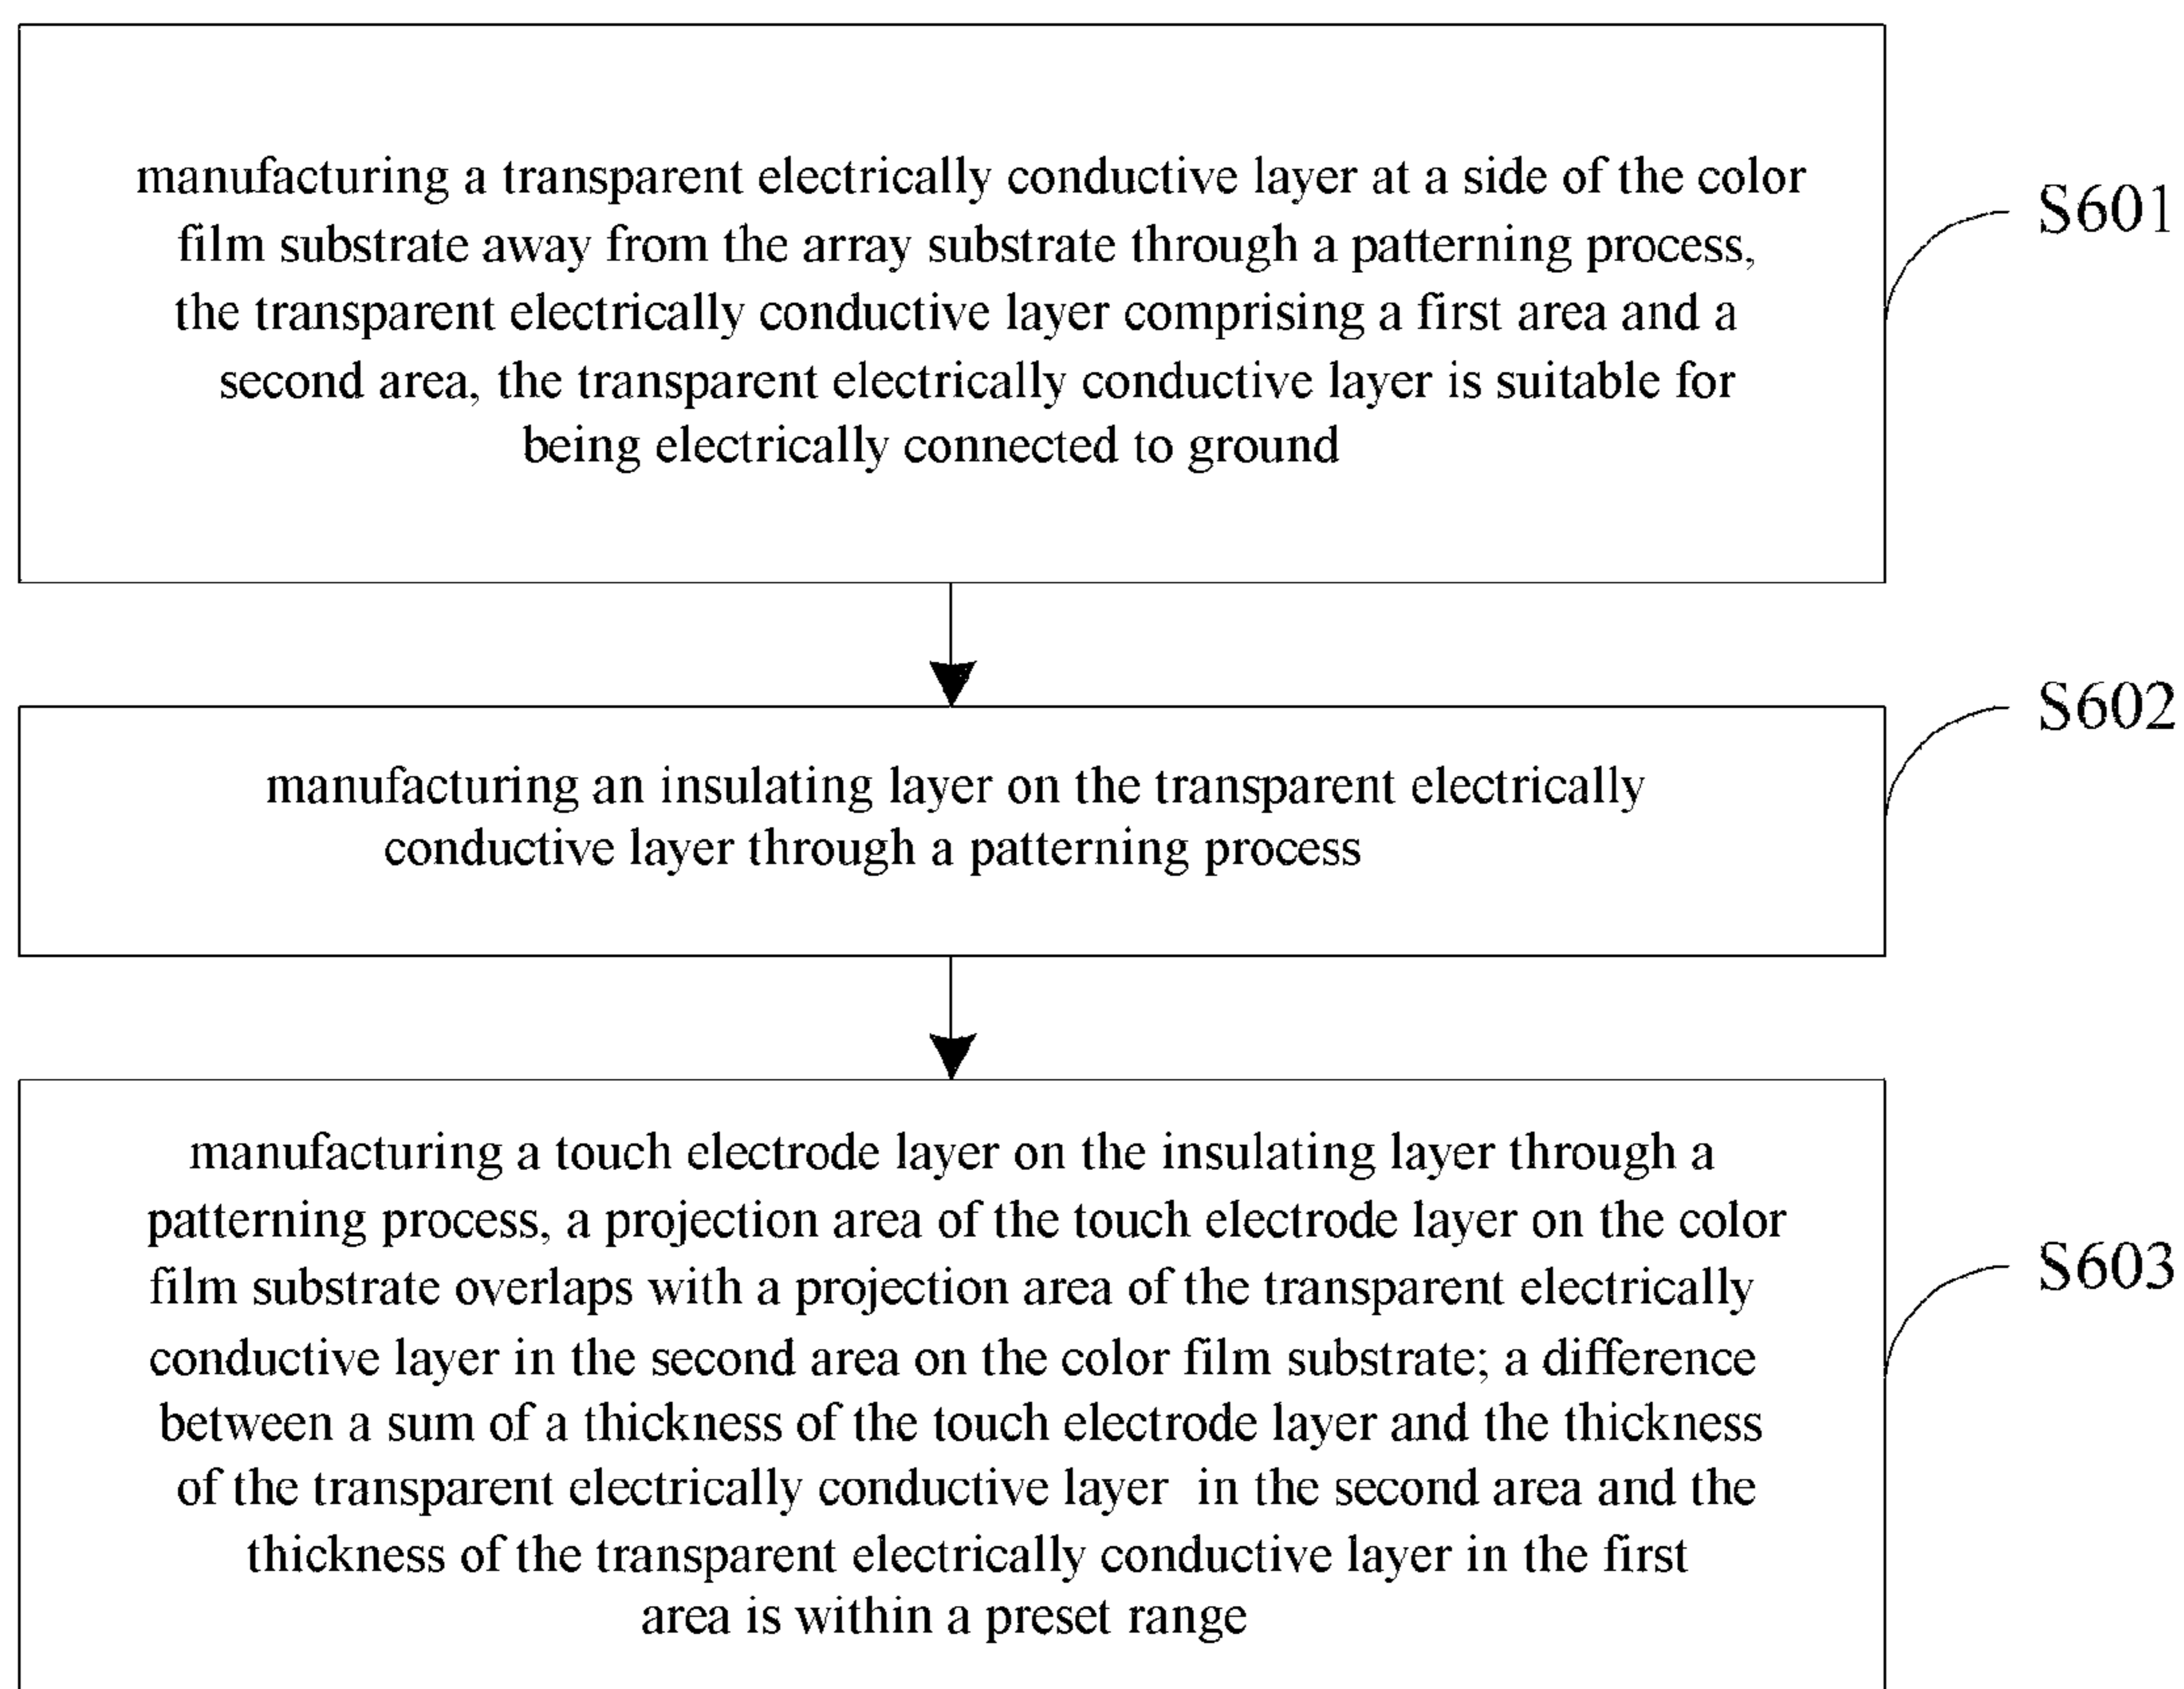 manufacturing a transparent electrically conductive layer at a side of the color
film substrate away from the array substrate through a patterning process,
the transparent electrically conductive layer comprising a first area and a
second area, the transparent electrically conductive layer is suitable for
being electrically connected to ground
S601
manufacturing an insulating layer on the transparent electrically
conductive layer through a patterning process
S602
manufacturing a touch electrode layer on the insulating layer through a
patterning process, a projection area of the touch electrode layer on the color
film substrate overlaps with a projection area of the transparent electrically
conductive layer in the second area on the color film substrate; a difference
between a sum of a thickness of the touch electrode layer and the thickness
of the transparent electrically conductive layer in the second area and the
thickness of the transparent electrically conductive layer in the first
area is within a preset range
S603